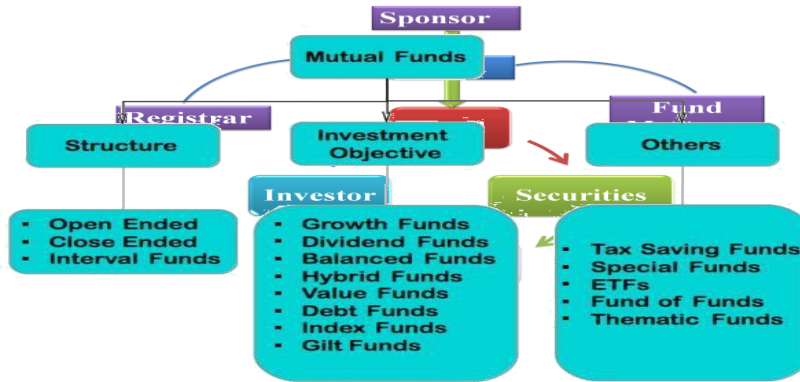 Sponsor
Mutual Funds
Registrar
Fund
Structure
Investment
Objective
Others
Investor
Securities
▪ Open Ended
▪ Close Ended
▪ Interval Funds
▪ Growth Funds
▪ Dividend Funds
▪ Balanced Funds
▪ Hybrid Funds
▪ Value Funds
▪ Debt Funds
▪ Index Funds
▪ Gilt Funds
▪ Tax Saving Funds
▪ Special Funds
▪ ETFs
▪ Fund of Funds
▪ Thematic Funds